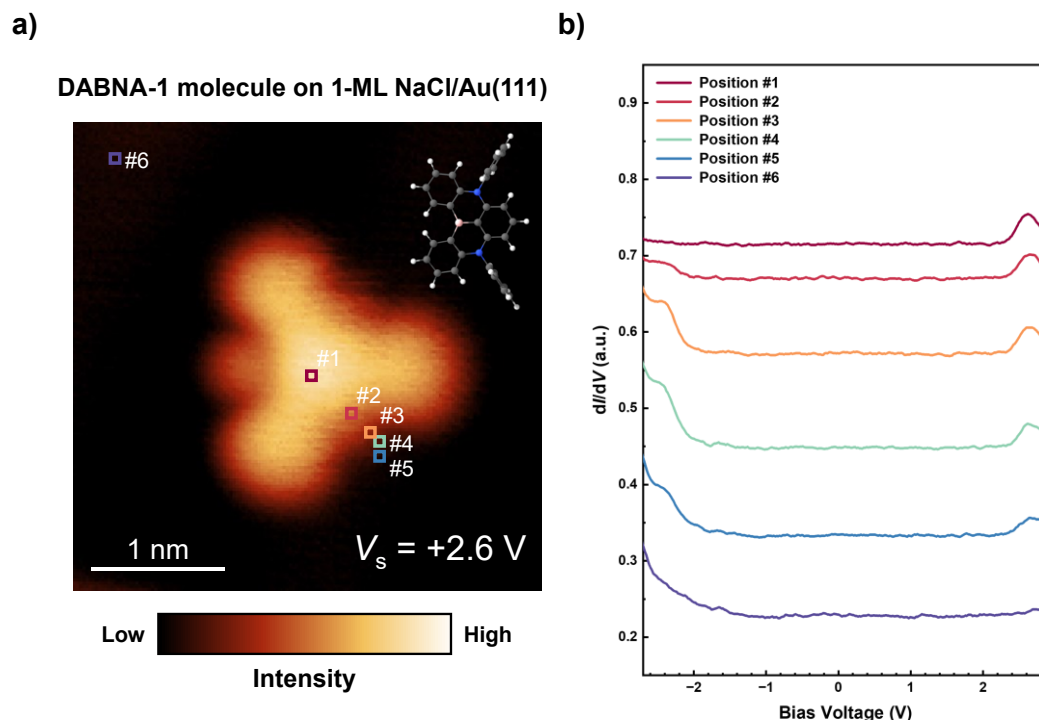 a)
DABNA-1 molecule on 1-ML NaCl/Au(111)
#6
#1
#2
#3
#4
#5
1 nm
Vs = +2.6 V
Low
High
Intensity
b)
Position #1
Position #2
Position #3
Position #4
Position #5
Position #6
0.9
0.8
0.7
0.6
0.5
0.4
0.3
0.2
dI/dV (a.u.)
−2
−1
0
1
2
Bias Voltage (V)